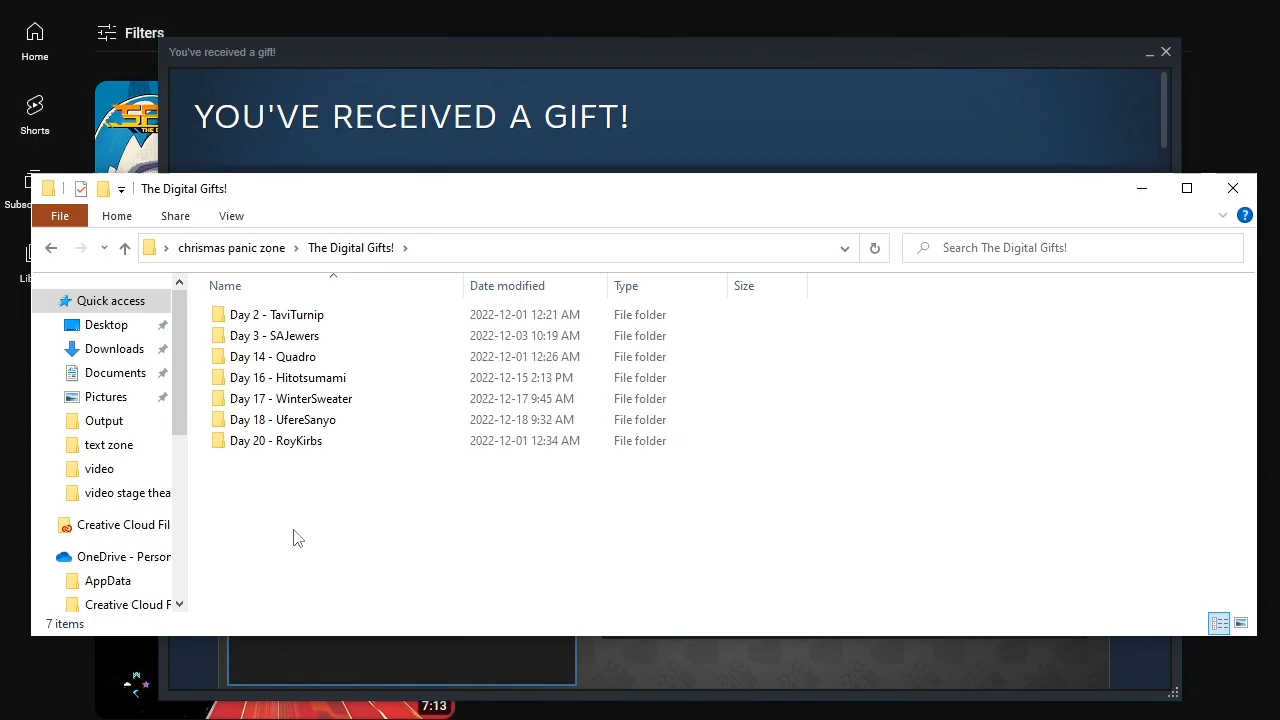 Home
Filters
You've received a gift!
Shorts
YOU'VE RECEIVED A GIFT!
The Digital Gifts!
Subsc
File Home Share View
chrismas panic zone The Digital Gifts!
Search The Digital Gifts!
Lib
Name Date modified Type Size
Quick access
Desktop
Downloads
Documents
Pictures
Output
text zone
video
video stage thea
Creative Cloud Fil
OneDrive - Person
AppData
Creative Cloud F
Day 2 - TaviTurnip 2022-12-01 12:21 AM File folder
Day 3 - SAJewers 2022-12-03 10:19 AM File folder
Day 14 - Quadro 2022-12-01 12:26 AM File folder
Day 16 - Hitotsumami 2022-12-15 2:13 PM File folder
Day 17 - WinterSweater 2022-12-17 9:45 AM File folder
Day 18 - UfereSanyo 2022-12-18 9:32 AM File folder
Day 20 - RoyKirbs 2022-12-01 12:34 AM File folder
7 items
7:13